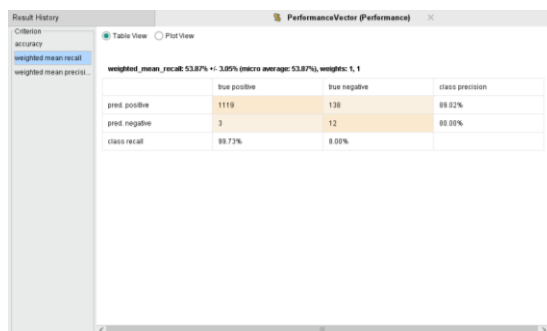 Result History
PerformanceVector (Performance)
Criterion
accuracy
weighted mean recall
weighted mean precisi...
Table View Plot View
weighted_mean_recall: 53.87% +/- 3.05% (micro average: 53.87%), weights: 1, 1
true positive true negative class precision
pred. positive 1119 138 89.02%
pred. negative 3 12 80.00%
class recall 99.73% 8.00%